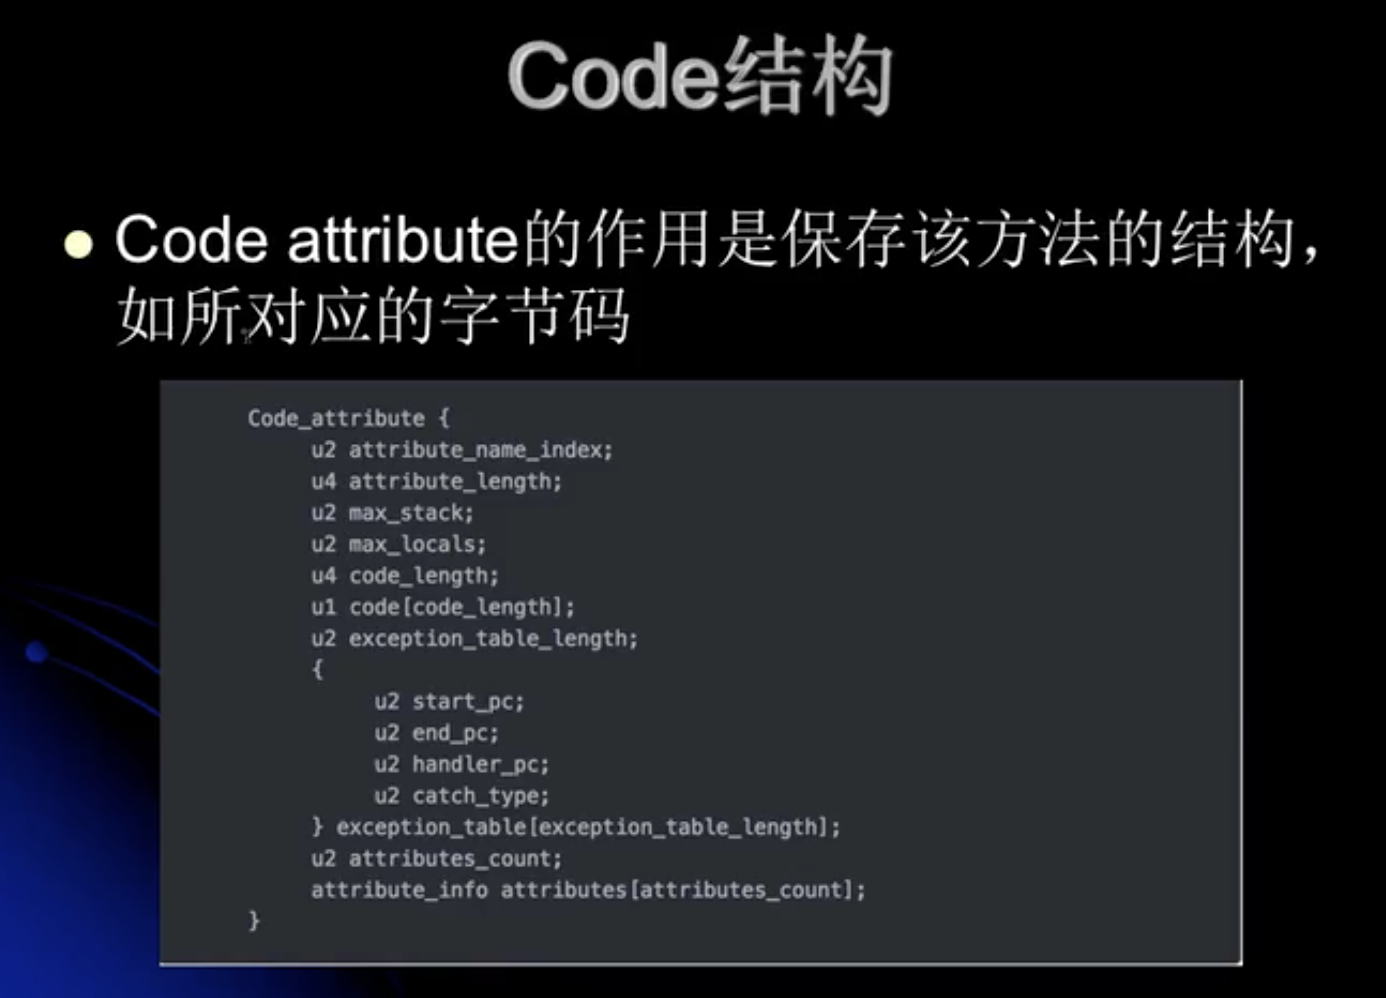 Code结构
Code attribute的作用是保存该方法的结构，
如所对应的字节码
Code_attribute {
u2 attribute_name_index;
u4 attribute_length;
u2 max_stack;
u2 max_locals;
u4 code_length;
u1 code[code_length];
u2 exception_table_length;
{
u2 start_pc;
u2 end_pc;
u2 handler_pc;
u2 catch_type;
} exception_table[exception_table_length];
u2 attributes_count;
attribute_info attributes[attributes_count];
}